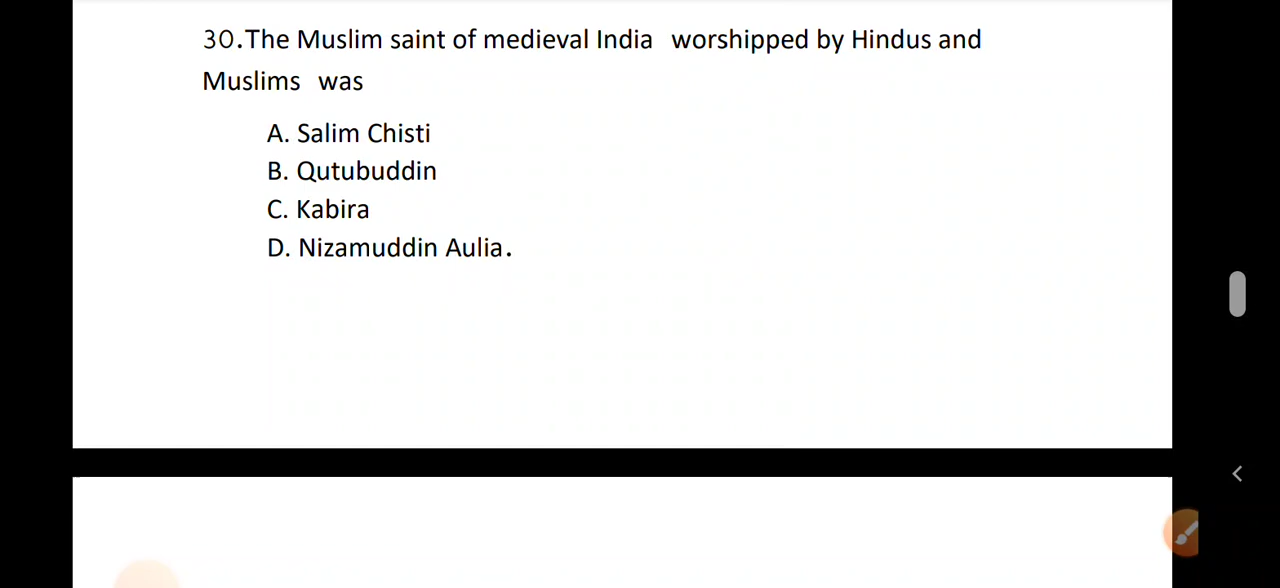 30.The Muslim saint of medieval India worshipped by Hindus and
Muslims was
A. Salim Chisti
B. Qutubuddin
C. Kabira
D. Nizamuddin Aulia.